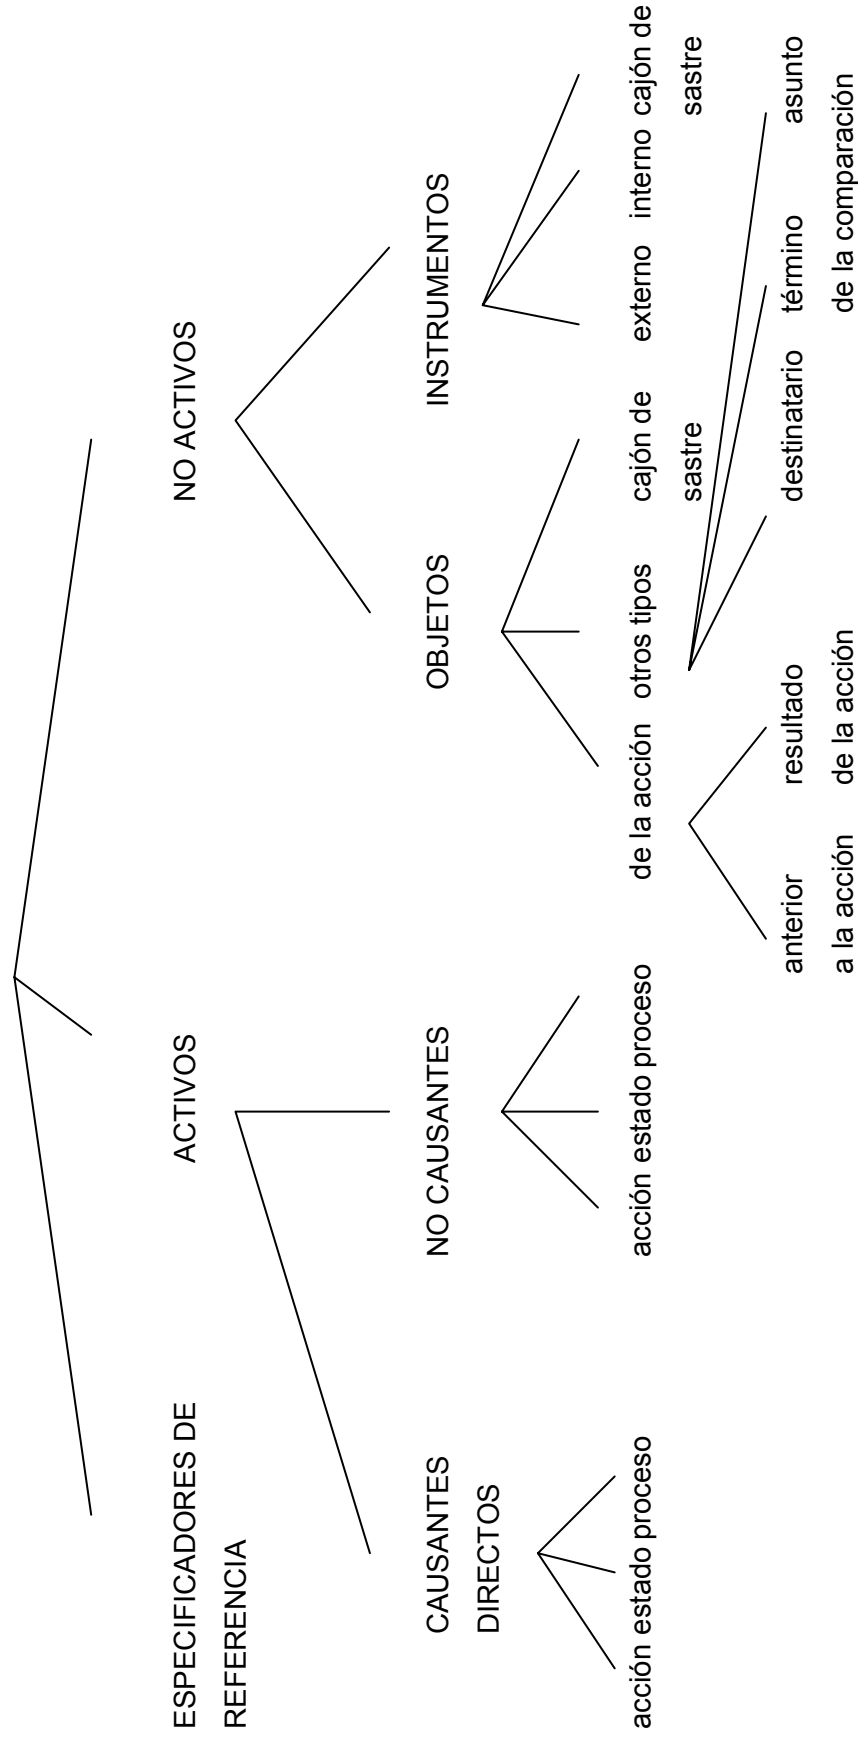 ESPECIFICADORES DE
REFERENCIA
ACTIVOS
NO ACTIVOS
CAUSANTES
DIRECTOS
NO CAUSANTES
OBJETOS
INSTRUMENTOS
acción estado proceso
acción estado proceso
de la acción otros tipos cajón de
sastre
externo interno cajón de
sastre
anterior
a la acción
resultado
de la acción
destinatario término asunto
de la comparación